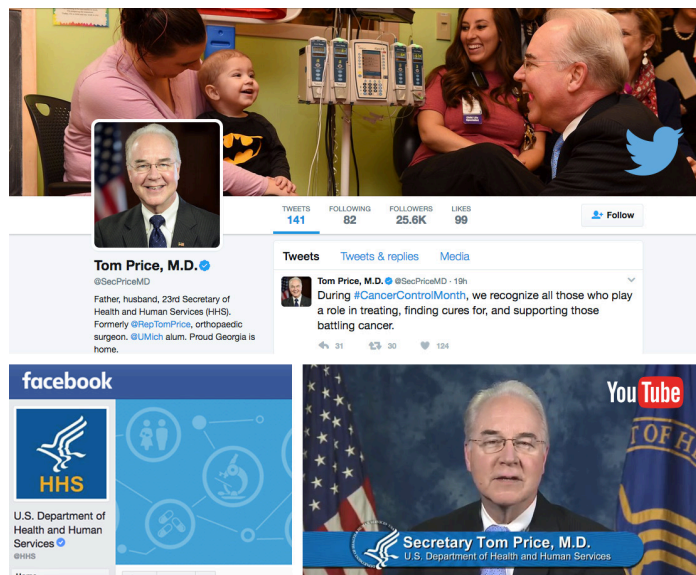 TWEETS FOLLOWING FOLLOWERS LIKES
141 82 25.6K 99
Follow
Tom Price, M.D.
@SecPriceMD
Father, husband, 23rd Secretary of
Health and Human Services (HHS).
Formerly @RepTomPrice, orthopaedic
surgeon. @UMich alum. Proud Georgia is
home.
Tweets Tweets & replies Media
Tom Price, M.D. @SecPriceMD · 19h
During #CancerControlMonth, we recognize all those who play
a role in treating, finding cures for, and supporting those
battling cancer.
31 30 124
facebook
HHS
U.S. Department of
Health and Human
Services
@HHS
Home
YouTube
T OF H
Secretary Tom Price, M.D.
U.S. Department of Health and Human Services